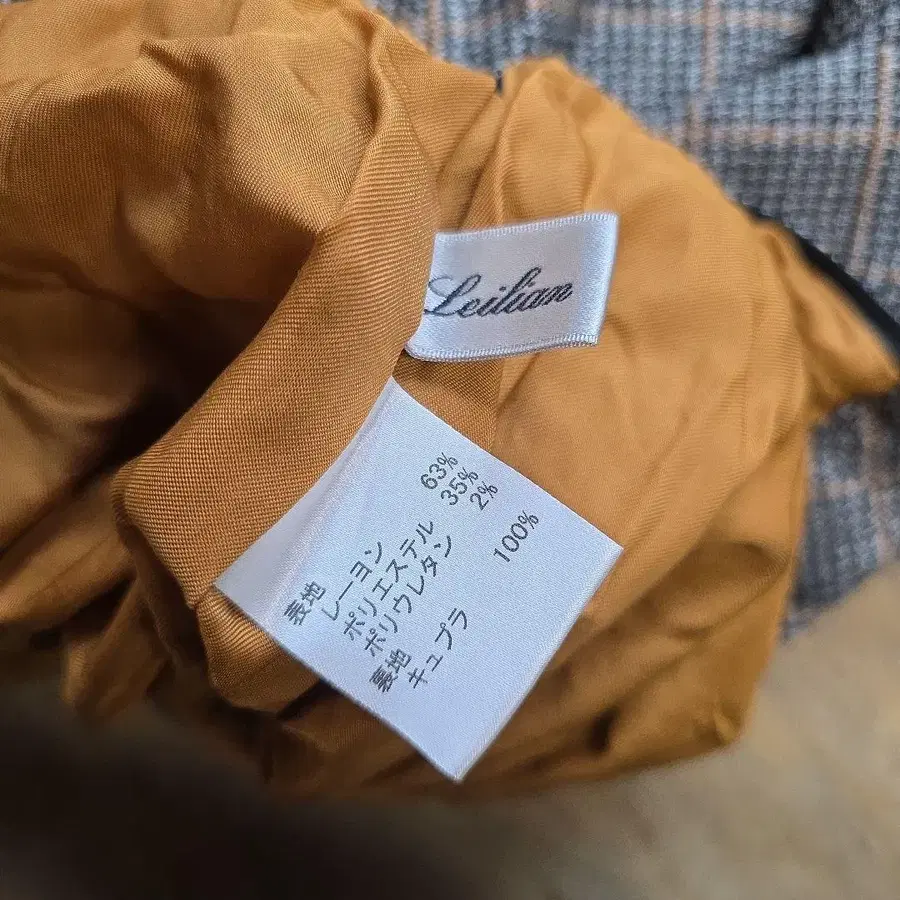 Leilian
表地
レーヨン 63%
ポリエステル 35%
ポリウレタン 2%
裏地
キュプラ 100%